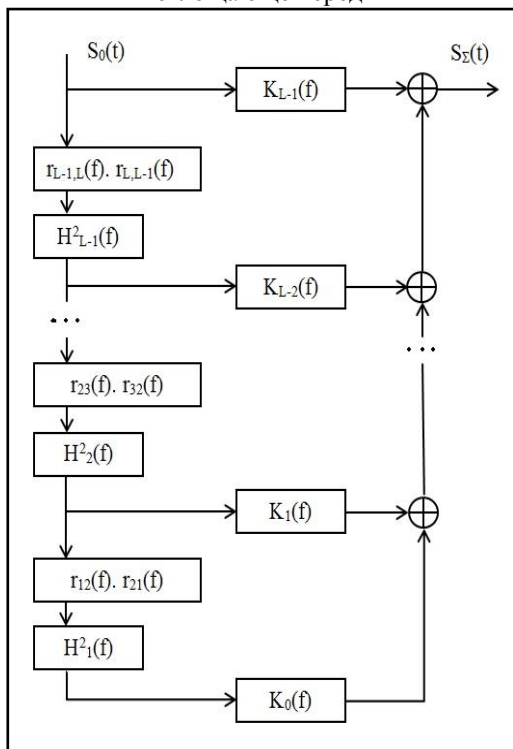 S₀(t)
S_Σ(t)
K_{L-1}(f)
r_{L-1,L}(f). r_{L,L-1}(f)
H²_{L-1}(f)
K_{L-2}(f)
...
...
r₂₃(f). r₃₂(f)
H²₂(f)
K₁(f)
r₁₂(f). r₂₁(f)
H²₁(f)
K₀(f)